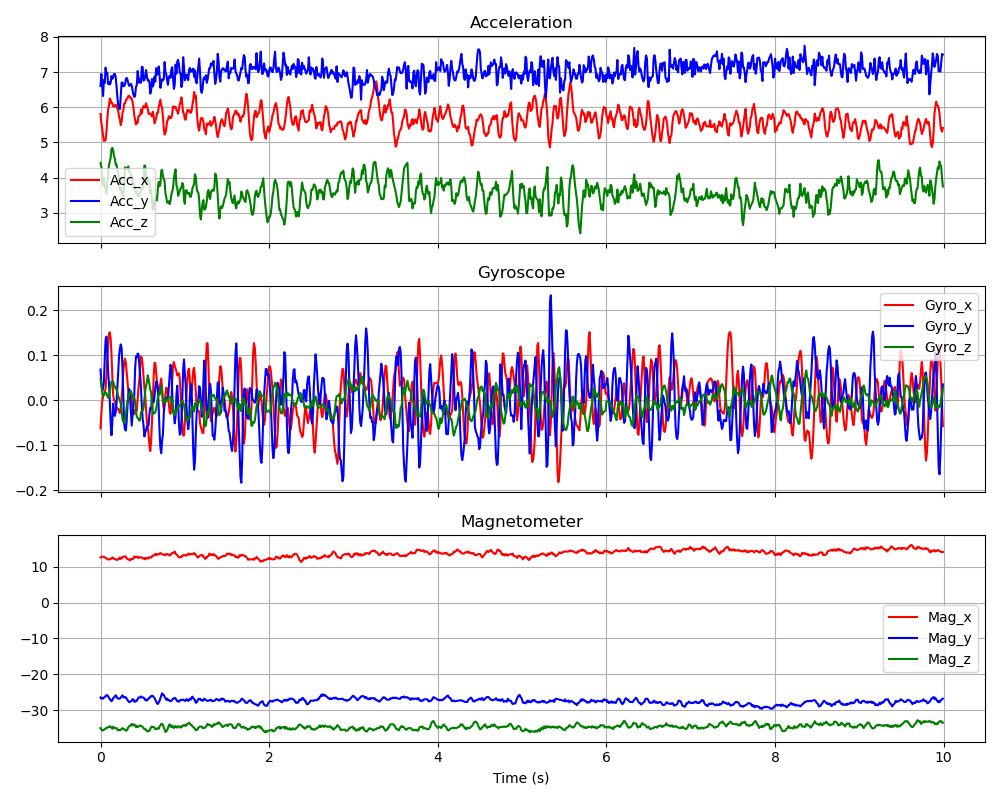 Acceleration
8
7
6
5
4
3
Acc_x
Acc_y
Acc_z
Gyroscope
0.2
0.1
0.0
−0.1
−0.2
Gyro_x
Gyro_y
Gyro_z
Magnetometer
10
0
−10
−20
−30
Mag_x
Mag_y
Mag_z
0 2 4 6 8 10
Time (s)